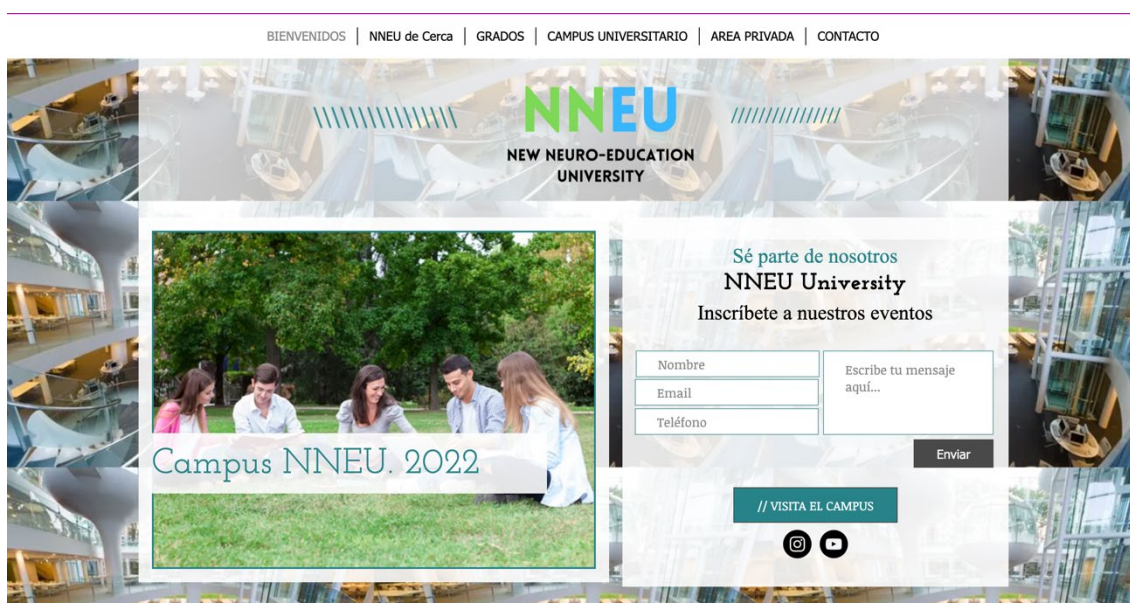 BIENVENIDOS | NNEU de Cerca | GRADOS | CAMPUS UNIVERSITARIO | AREA PRIVADA | CONTACTO
NNEU
NEW NEURO-EDUCATION
UNIVERSITY
Campus NNEU. 2022
Sé parte de nosotros
NNEU University
Inscríbete a nuestros eventos
Nombre
Email
Teléfono
Escribe tu mensaje
aquí...
Enviar
// VISITA EL CAMPUS